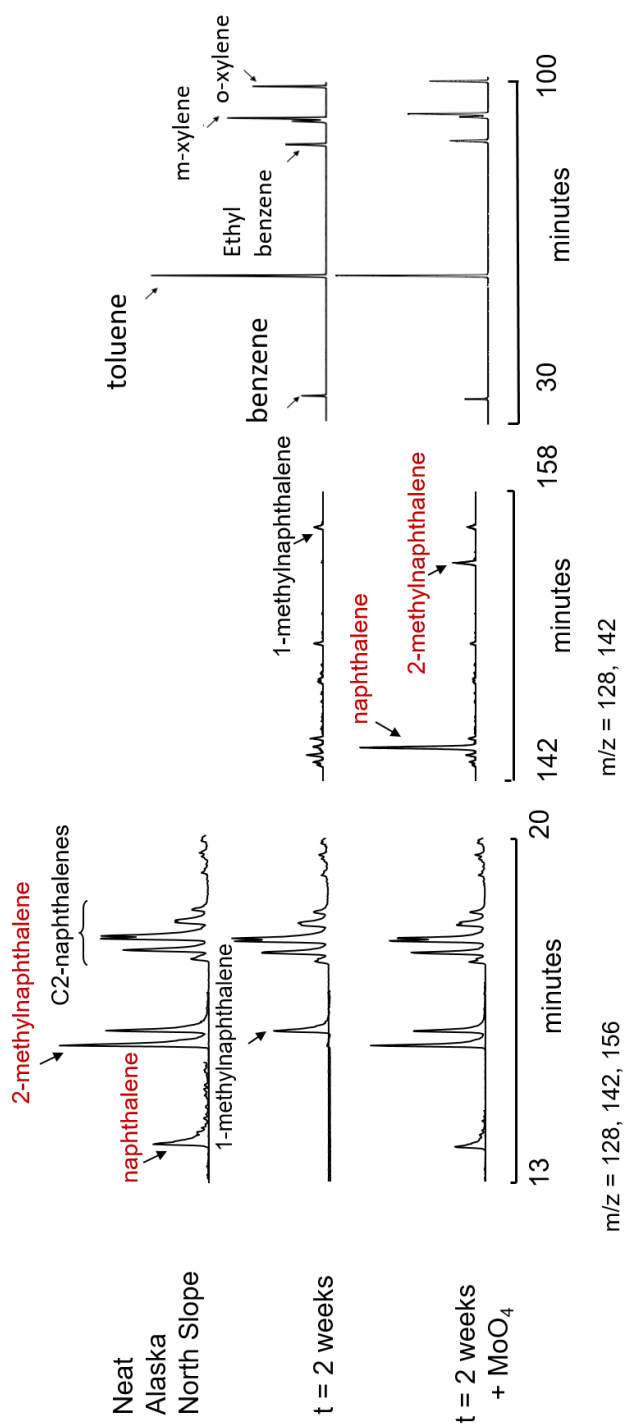 Neat
Alaska
North Slope
t = 2 weeks
t = 2 weeks
+ MoO₄
2-methylnaphthalene
C2-naphthalenes
naphthalene
1-methylnaphthalene
13
minutes
20
m/z = 128, 142, 156
1-methylnaphthalene
naphthalene
2-methylnaphthalene
142
minutes
158
m/z = 128, 142
toluene
benzene
Ethyl
benzene
m-xylene
o-xylene
30
minutes
100